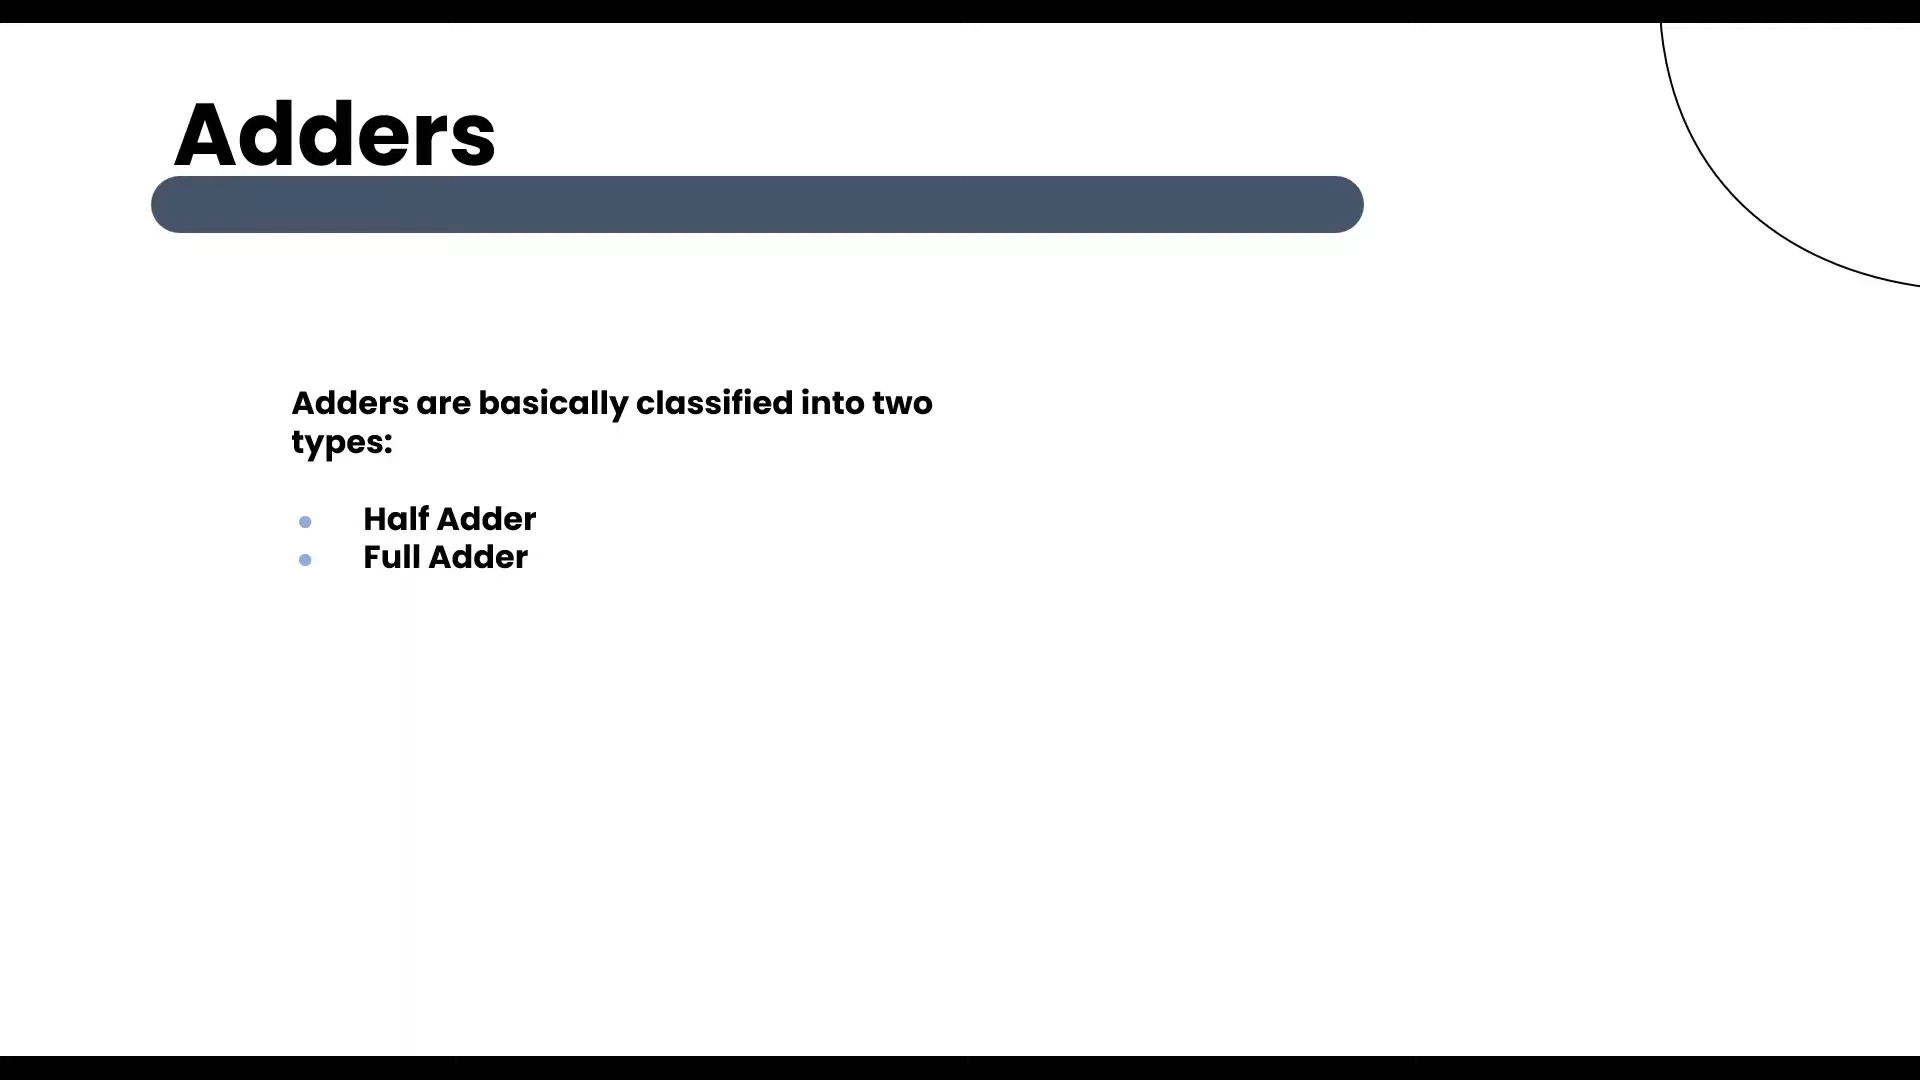 Adders
Adders are basically classified into two
types:
Half Adder
Full Adder